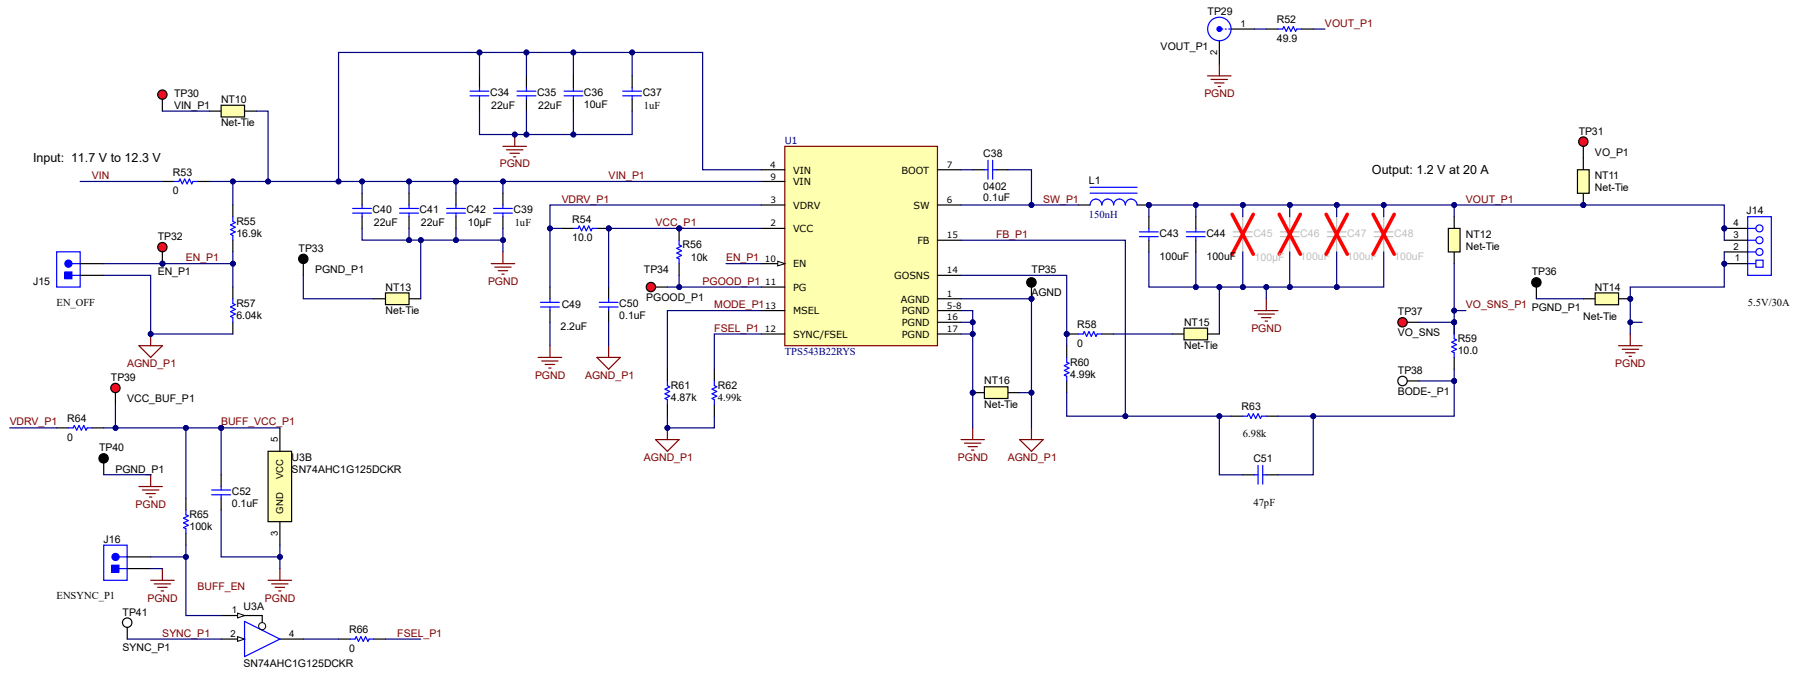 TP29
1
R52
49.9
VOUT_P1
VOUT_P1
2
PGND
TP30
VIN_P1
NT10
Net-Tie
C34
22uF
C35
22uF
C36
10uF
C37
1uF
PGND
Input: 11.7 V to 12.3 V
VIN
R53
0
VIN_P1
R55
16.9k
C40
22uF
C41
22uF
C42
10µF
C39
1uF
PGND
TP32
EN_P1
EN_P1
J15
EN_OFF
R57
6.04k
AGND_P1
TP33
PGND_P1
NT13
Net-Tie
VDRV_P1
R54
10.0
VCC_P1
R56
10k
EN_P1
TP34
PGOOD_P1
PGOOD_P1
MODE_P1
FSEL_P1
C49
2.2uF
PGND
C50
0.1uF
AGND_P1
R61
4.87k
R62
4.99k
AGND_P1
U1
4
VIN
9
VIN
3
VDRV
2
VCC
10
EN
11
PG
13
MSEL
12
SYNC/FSEL
BOOT
7
SW
6
FB
15
GOSNS
14
AGND
1
PGND
5-8
PGND
16
PGND
17
TPS543B22RYS
C38
0402
0.1uF
SW_P1
L1
150nH
FB_P1
TP35
AGND
R58
0
R60
4.99k
NT15
Net-Tie
NT16
Net-Tie
PGND
AGND_P1
C43
100uF
C44
100uF
C45
100µF
C46
100uF
C47
100uF
C48
100uF
PGND
Output: 1.2 V at 20 A
VOUT_P1
TP31
VO_P1
NT11
Net-Tie
NT12
Net-Tie
VO_SNS_P1
TP37
VO_SNS
R59
10.0
TP38
BODE-_P1
R63
6.98k
C51
47pF
TP36
PGND_P1
NT14
Net-Tie
PGND
J14
4
3
2
1
5.5V/30A
TP39
VCC_BUF_P1
VDRV_P1
R64
0
BUFF_VCC_P1
TP40
PGND_P1
PGND
5
VCC
GND
3
U3B
SN74AHC1G125DCKR
C52
0.1uF
R65
100k
J16
ENSYNC_P1
PGND
PGND
BUFF_EN
TP41
SYNC_P1
SYNC_P1
1
2
U3A
4
SN74AHC1G125DCKR
R66
0
FSEL_P1